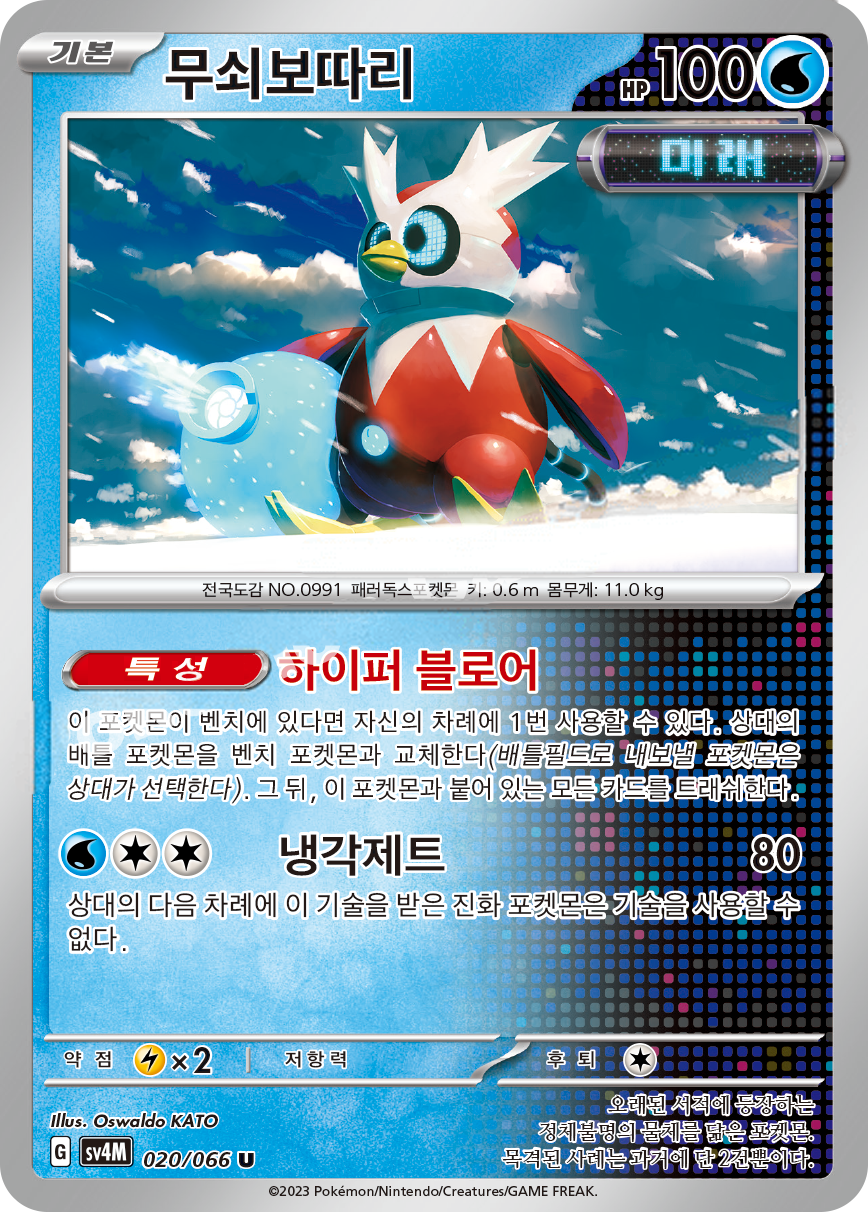 기본
무쇠보따리
HP 100
미래
전국도감 NO.0991 패러독스포켓몬 키: 0.6 m 몸무게: 11.0 kg
특성 하이퍼 블로어
이 포켓몬이 벤치에 있다면 자신의 차례에 1번 사용할 수 있다. 상대의
배틀 포켓몬을 벤치 포켓몬과 교체한다(배틀필드로 내보낼 포켓몬은
상대가 선택한다). 그 뒤, 이 포켓몬과 붙어 있는 모든 카드를 트래쉬한다.
냉각제트 80
상대의 다음 차례에 이 기술을 받은 진화 포켓몬은 기술을 사용할 수
없다.
약점 ×2 저항력 후퇴
Illus. Oswaldo KATO
오래된 서적에 등장하는
정체불명의 물체를 닮은 포켓몬.
목격된 사례는 과거에 단 2건뿐이다.
G sv4M 020/066 U
©2023 Pokémon/Nintendo/Creatures/GAME FREAK.